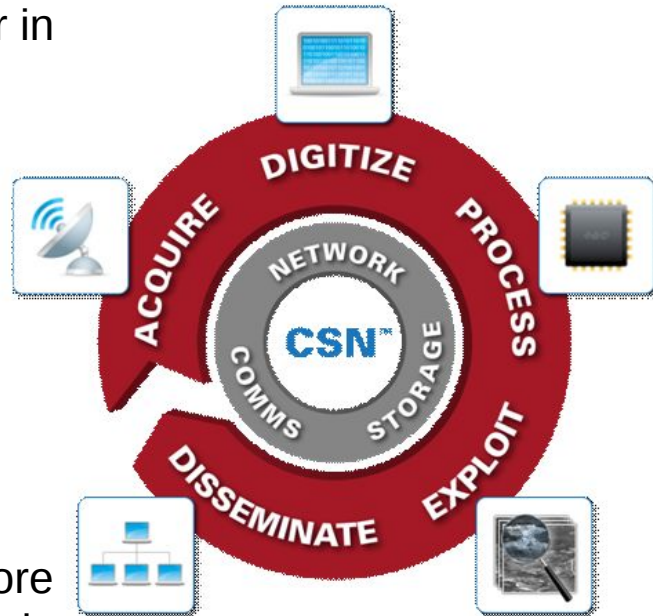 r in
DIGITIZE
ACQUIRE
PROCESS
NETWORK
CSN™
COMMS
STORAGE
EXPLOIT
DISSEMINATE
ore